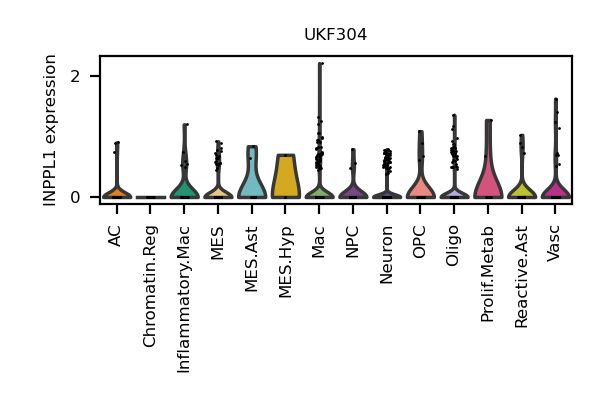 UKF304
INPPL1 expression
2
0
AC
Chromatin.Reg
Inflammatory.Mac
MES
MES.Ast
MES.Hyp
Mac
NPC
Neuron
OPC
Oligo
Prolif.Metab
Reactive.Ast
Vasc